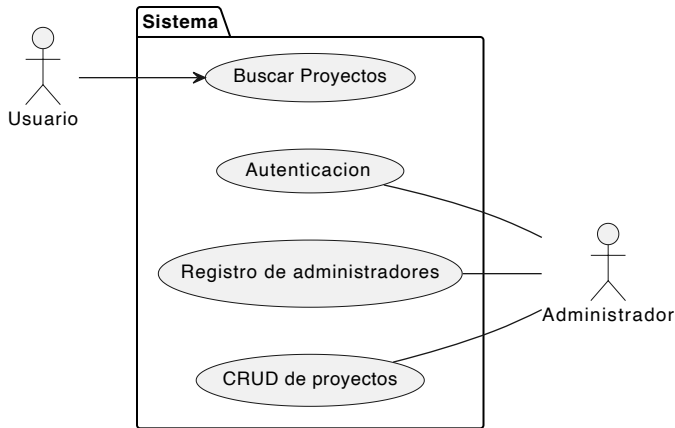 Sistema
Buscar Proyectos
Usuario
Autenticacion
Registro de administradores
Administrador
CRUD de proyectos